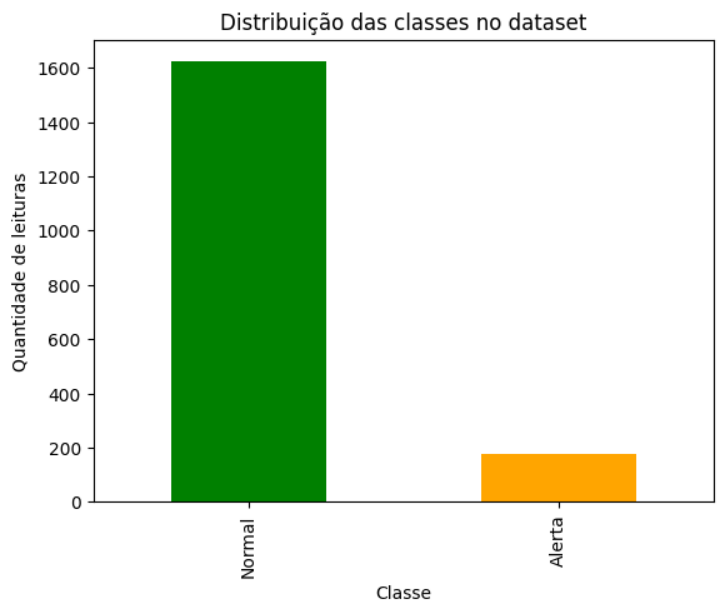 Distribuição das classes no dataset
Quantidade de leituras
1600
1400
1200
1000
800
600
400
200
0
Normal
Alerta
Classe